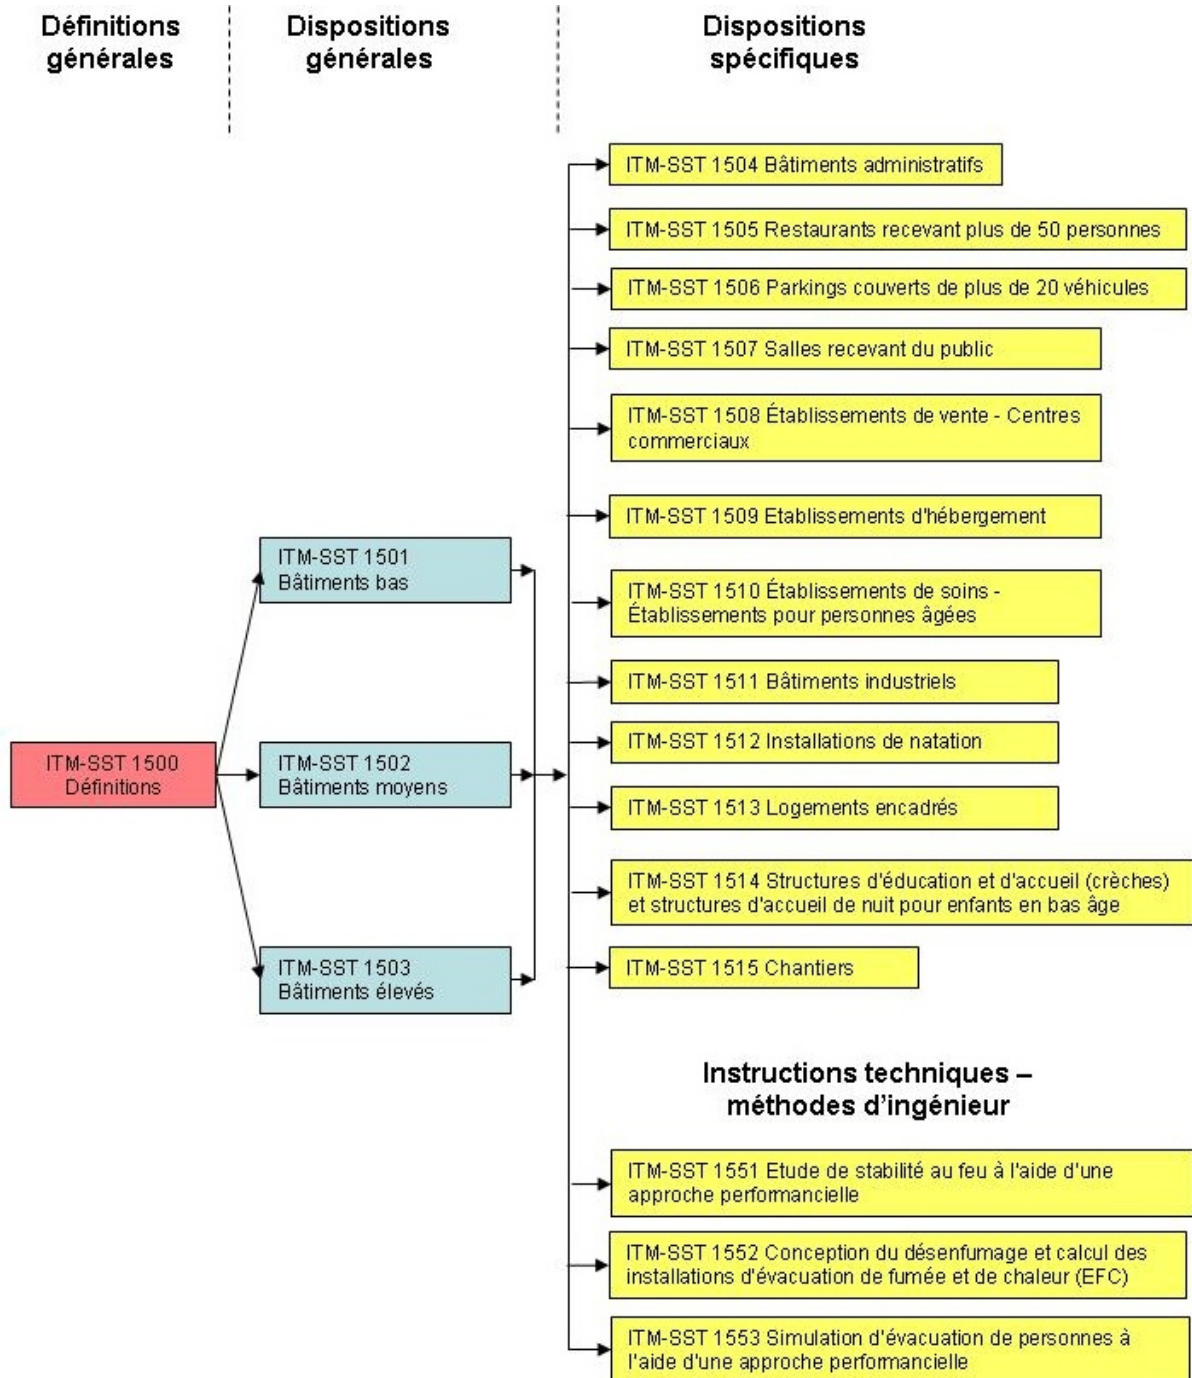 Définitions
générales
Dispositions
générales
Dispositions
spécifiques
ITM-SST 1500
Définitions
ITM-SST 1501
Bâtiments bas
ITM-SST 1502
Bâtiments moyens
ITM-SST 1503
Bâtiments élevés
ITM-SST 1504 Bâtiments administratifs
ITM-SST 1505 Restaurants recevant plus de 50 personnes
ITM-SST 1506 Parkings couverts de plus de 20 véhicules
ITM-SST 1507 Salles recevant du public
ITM-SST 1508 Établissements de vente - Centres
commerciaux
ITM-SST 1509 Etablissements d'hébergement
ITM-SST 1510 Établissements de soins -
Établissements pour personnes âgées
ITM-SST 1511 Bâtiments industriels
ITM-SST 1512 Installations de natation
ITM-SST 1513 Logements encadrés
ITM-SST 1514 Structures d'éducation et d'accueil (crèches)
et structures d'accueil de nuit pour enfants en bas âge
ITM-SST 1515 Chantiers
Instructions techniques –
méthodes d'ingénieur
ITM-SST 1551 Etude de stabilité au feu à l'aide d'une
approche performancielle
ITM-SST 1552 Conception du désenfumage et calcul des
installations d'évacuation de fumée et de chaleur (EFC)
ITM-SST 1553 Simulation d'évacuation de personnes à
l'aide d'une approche performancielle